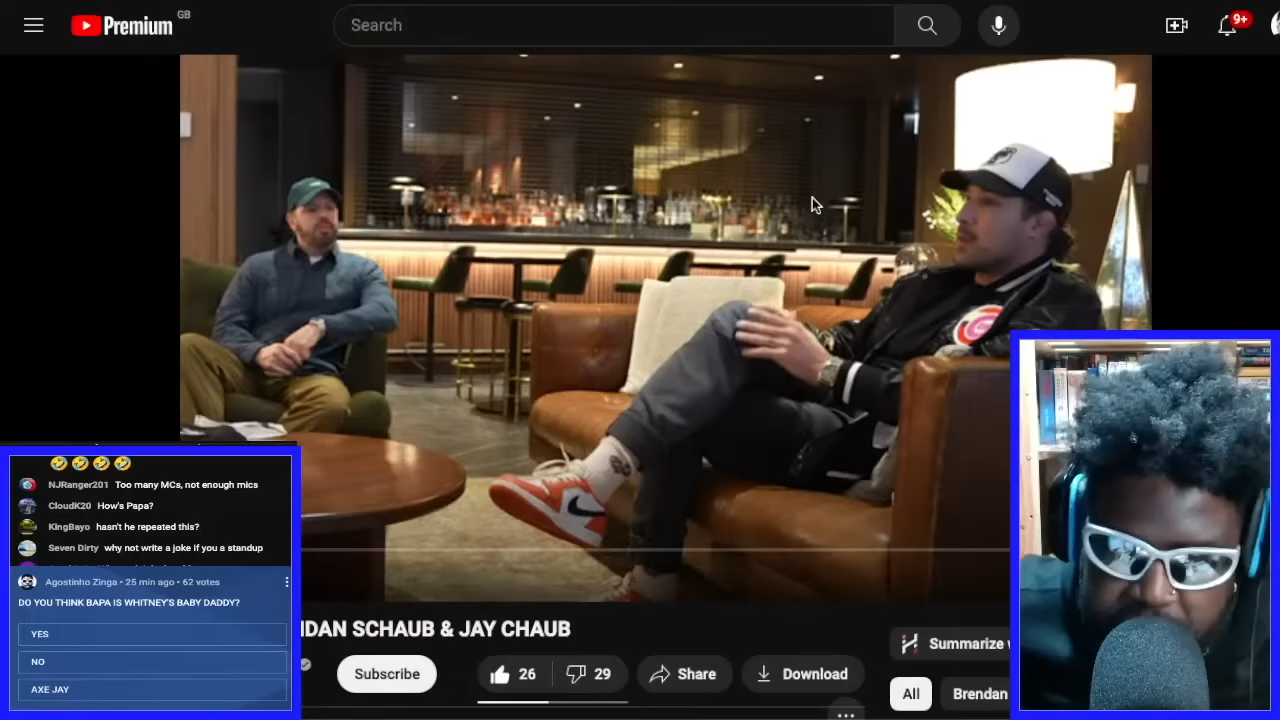 Premium GB
Search
9+
NJRanger201 Too many MCs, not enough mics
CloudK20 How's Papa?
KingBayo hasn't he repeated this?
Seven Dirty why not write a joke if you a standup
Agostinho Zinga • 25 min ago • 62 votes
DO YOU THINK BAPA IS WHITNEY'S BABY DADDY?
YES
NO
AXE JAY
IDAN SCHAUB & JAY CHAUB
Subscribe
26
29
Share
Download
Summarize
All
Brendan